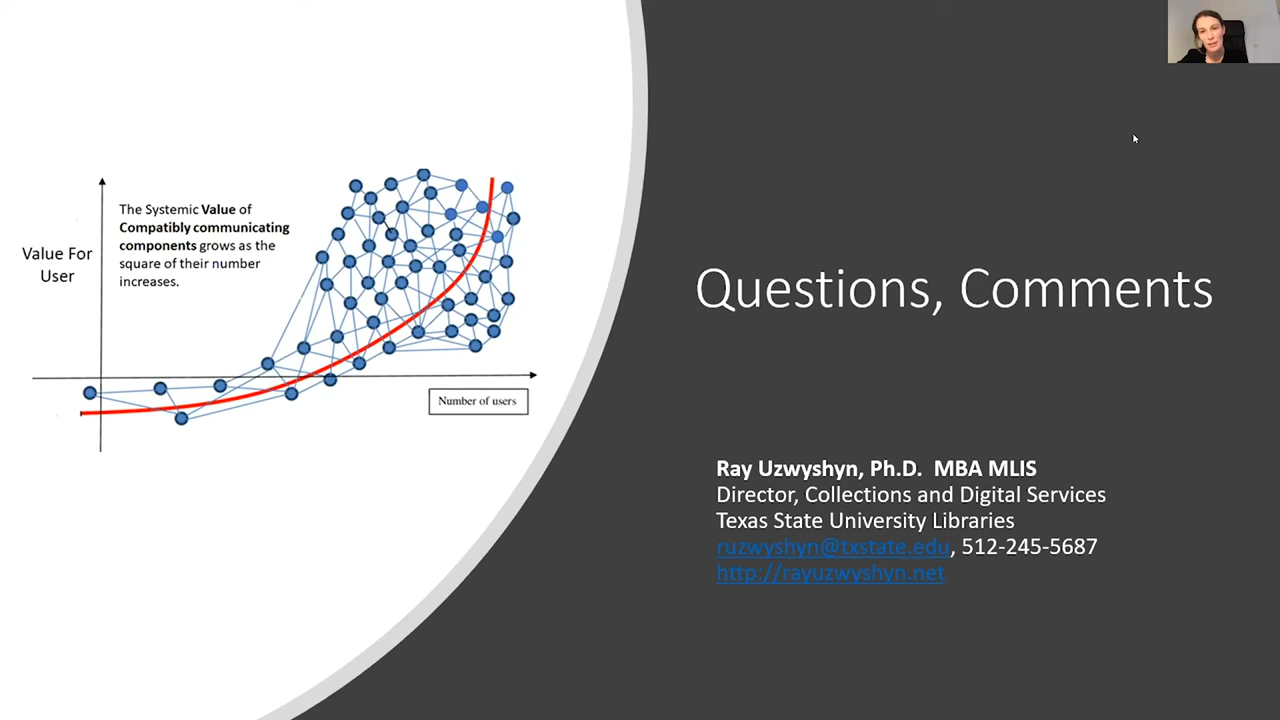 The Systemic Value of
Compatibly communicating
components grows as the
square of their number
increases.
Value For
User
Number of users
Questions, Comments
Ray Uzwyshyn, Ph.D.  MBA MLIS
Director, Collections and Digital Services
Texas State University Libraries
ruzwyshyn@txstate.edu, 512-245-5687
http://rayuzwyshyn.net